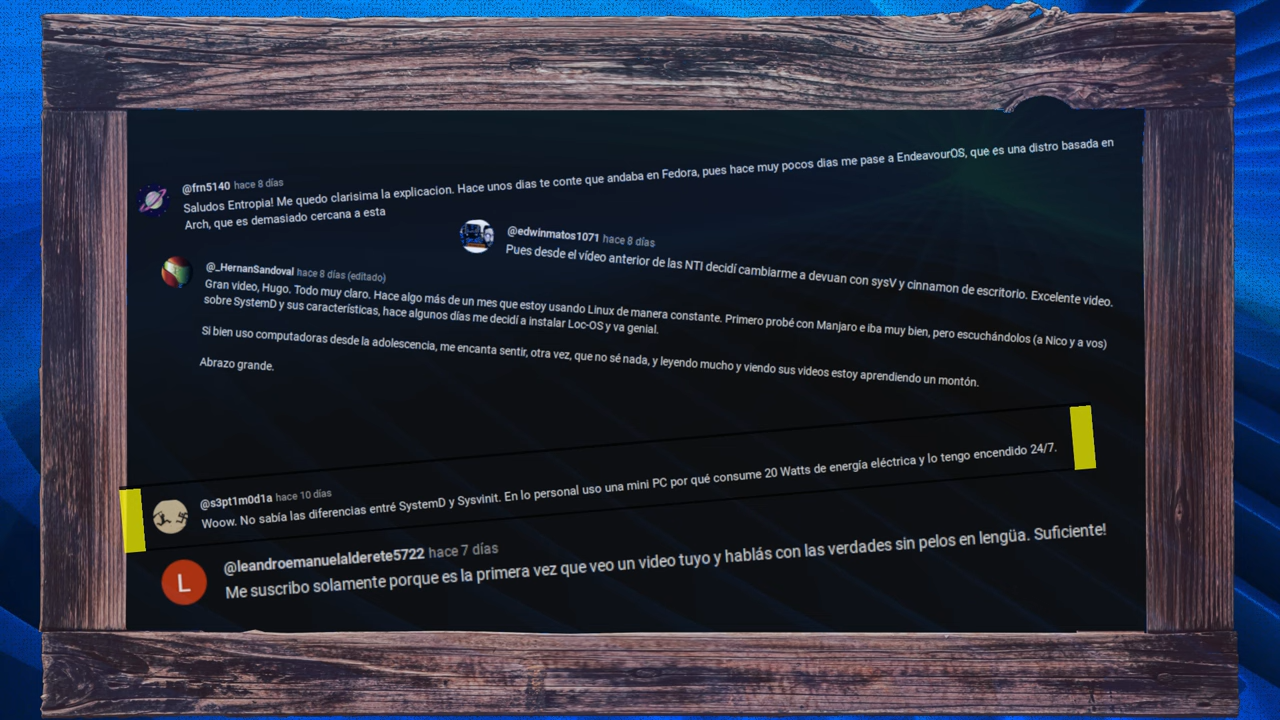 @frn5140 hace 8 días
Saludos Entropia! Me quedo clarisima la explicacion. Hace unos dias te conte que andaba en Fedora, pues hace muy pocos dias me pase a EndeavourOS, que es una distro basada en
Arch, que es demasiado cercana a esta
@edwinmatos1071 hace 8 días
Pues desde el vídeo anterior de las NTI decidí cambiarme a devuan con sysV y cinnamon de escritorio. Excelente video.
@_HernanSandoval hace 8 días (editado)
Gran video, Hugo. Todo muy claro. Hace algo más de un mes que estoy usando Linux de manera constante. Primero probé con Manjaro e iba muy bien, pero escuchándolos (a Nico y a vos)
sobre SystemD y sus características, hace algunos días me decidí a instalar Loc-OS y va genial.
Si bien uso computadoras desde la adolescencia, me encanta sentir, otra vez, que no sé nada, y leyendo mucho y viendo sus videos estoy aprendiendo un montón.
Abrazo grande.
@s3pt1m0d1a hace 10 días
Woow. No sabía las diferencias entré SystemD y Sysvinit. En lo personal uso una mini PC por qué consume 20 Watts de energía eléctrica y lo tengo encendido 24/7.
L
@leandroemanuelalderete5722 hace 7 días
Me suscribo solamente porque es la primera vez que veo un video tuyo y hablás con las verdades sin pelos en lengüa. Suficiente!